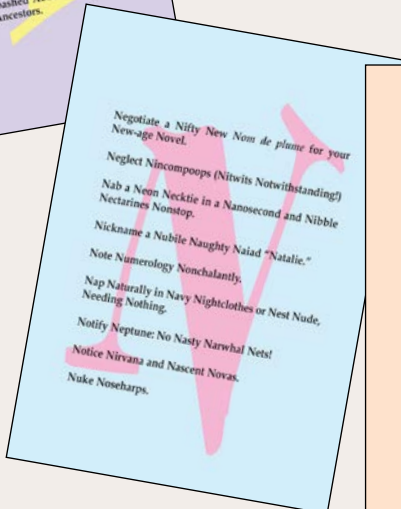 Ancestors.
N
Negotiate a Nifty New Nom de plume for your
New-age Novel.
Neglect Nincompoops (Nitwits Notwithstanding!)
Nab a Neon Necktie in a Nanosecond and Nibble
Nectarines Nonstop.
Nickname a Nubile Naughty Naiad "Natalie."
Note Numerology Nonchalantly.
Nap Naturally in Navy Nightclothes or Nest Nude,
Needing Nothing.
Notify Neptune: No Nasty Narwhal Nets!
Notice Nirvana and Nascent Novas.
Nuke Noseharps.